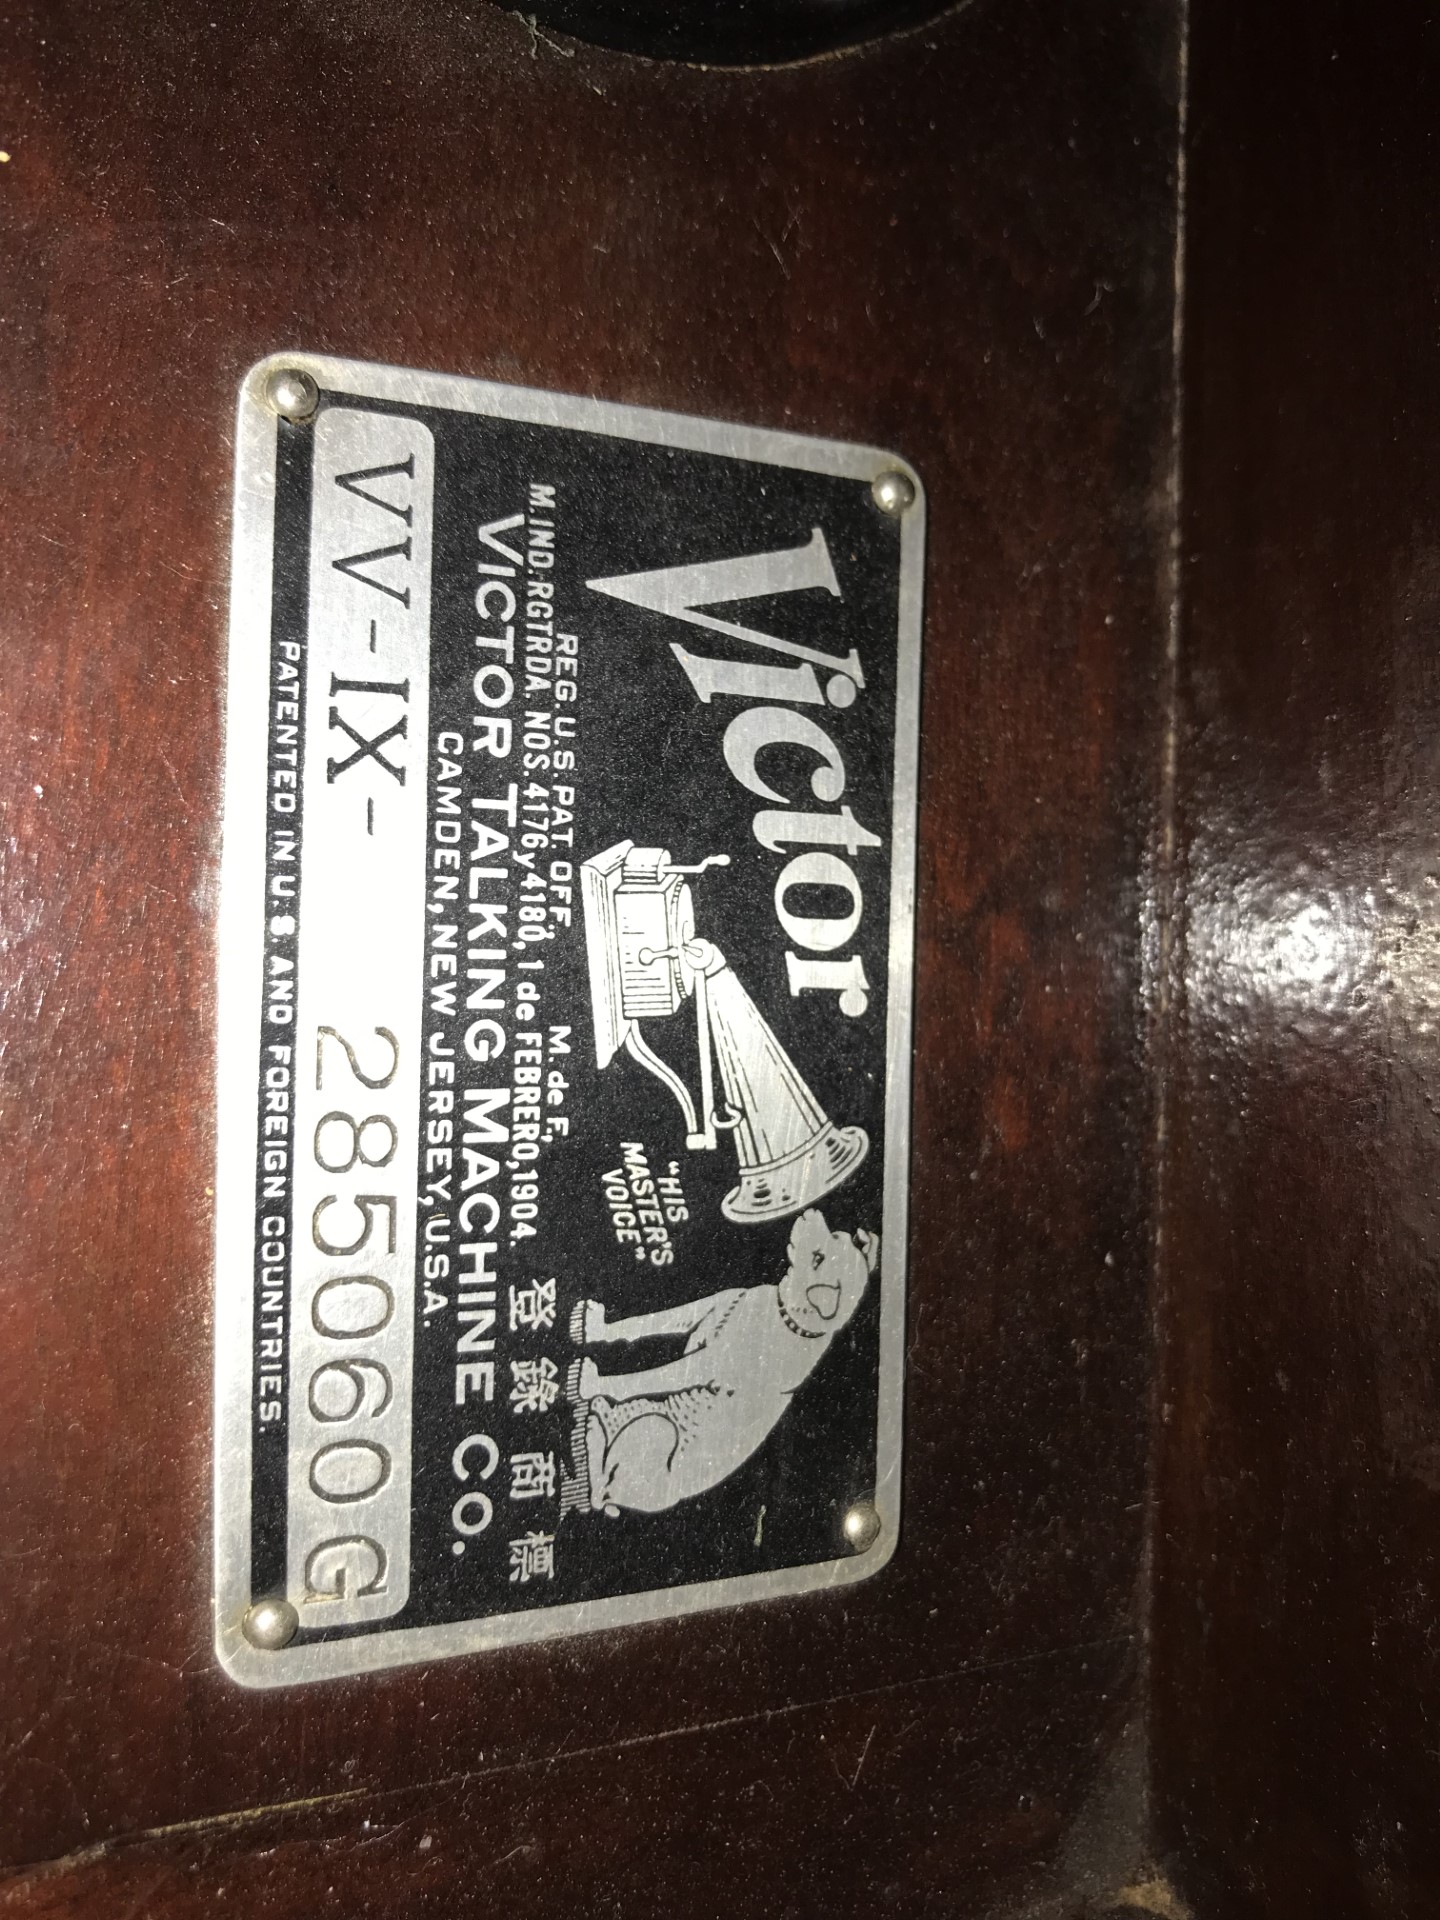 Victor
"HIS
MASTER'S
VOICE"
REG. U.S. PAT. OFF. M. de F,
M.IND.RGTRDA. NOS. 4176 y 4180, 1 de FEBRERO, 1904. 登錄商標
VICTOR TALKING MACHINE CO.
CAMDEN, NEW JERSEY, U.S.A.
VV-IX- 285060G
PATENTED IN U.S. AND FOREIGN COUNTRIES.